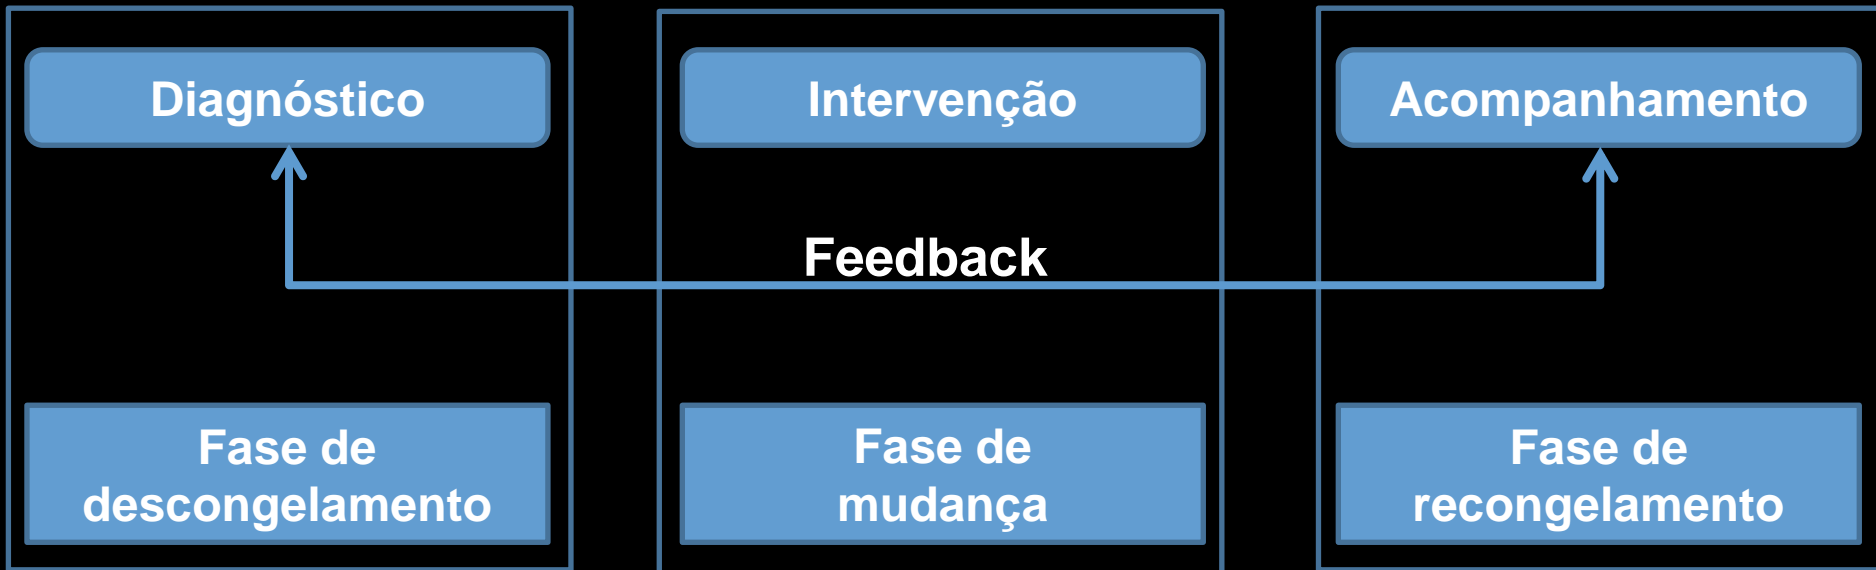 Diagnóstico
Intervenção
Acompanhamento
Feedback
Fase de
descongelamento
Fase de
mudança
Fase de
recongelamento